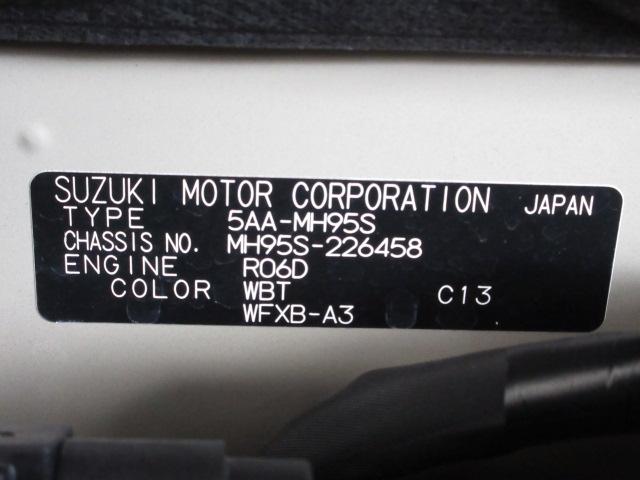 SUZUKI MOTOR CORPORATION JAPAN
TYPE 5AA-MH95S
CHASSIS NO. MH95S-226458
ENGINE R06D
COLOR WBT C13
WFXB-A3